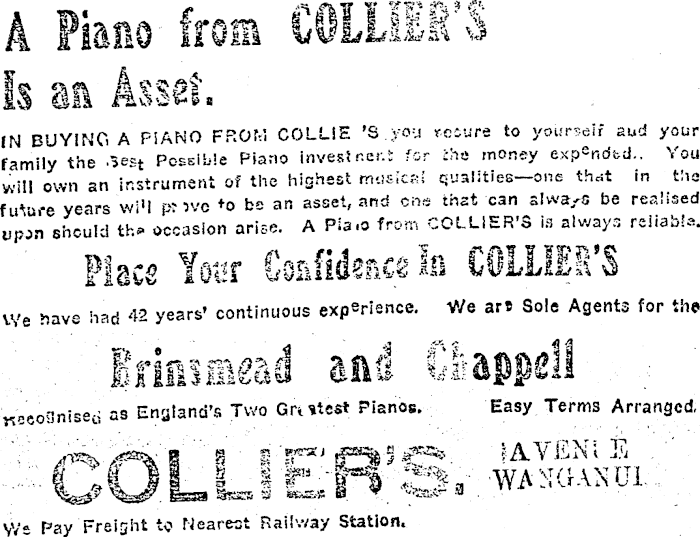 A Piano from COLLIER'S
Is an Asset.
IN BUYING A PIANO FROM COLLIE 'S you secure to yourself and your
family the Best Possible Piano investment for the money expended.. You
will own an instrument of the highest musical qualities—one that in the
future years will prove to be an asset, and one that can always be realised
upon should the occasion arise. A Piano from COLLIER'S is always reliable.
Place Your Confidence In COLLIER'S
We have had 42 years' continuous experience. We are Sole Agents for the
Brinsmead and Chappell
Recognised as England's Two Greatest Pianos. Easy Terms Arranged.
COLLIER'S, AVENUE
WANGANUI
We Pay Freight to Nearest Railway Station.